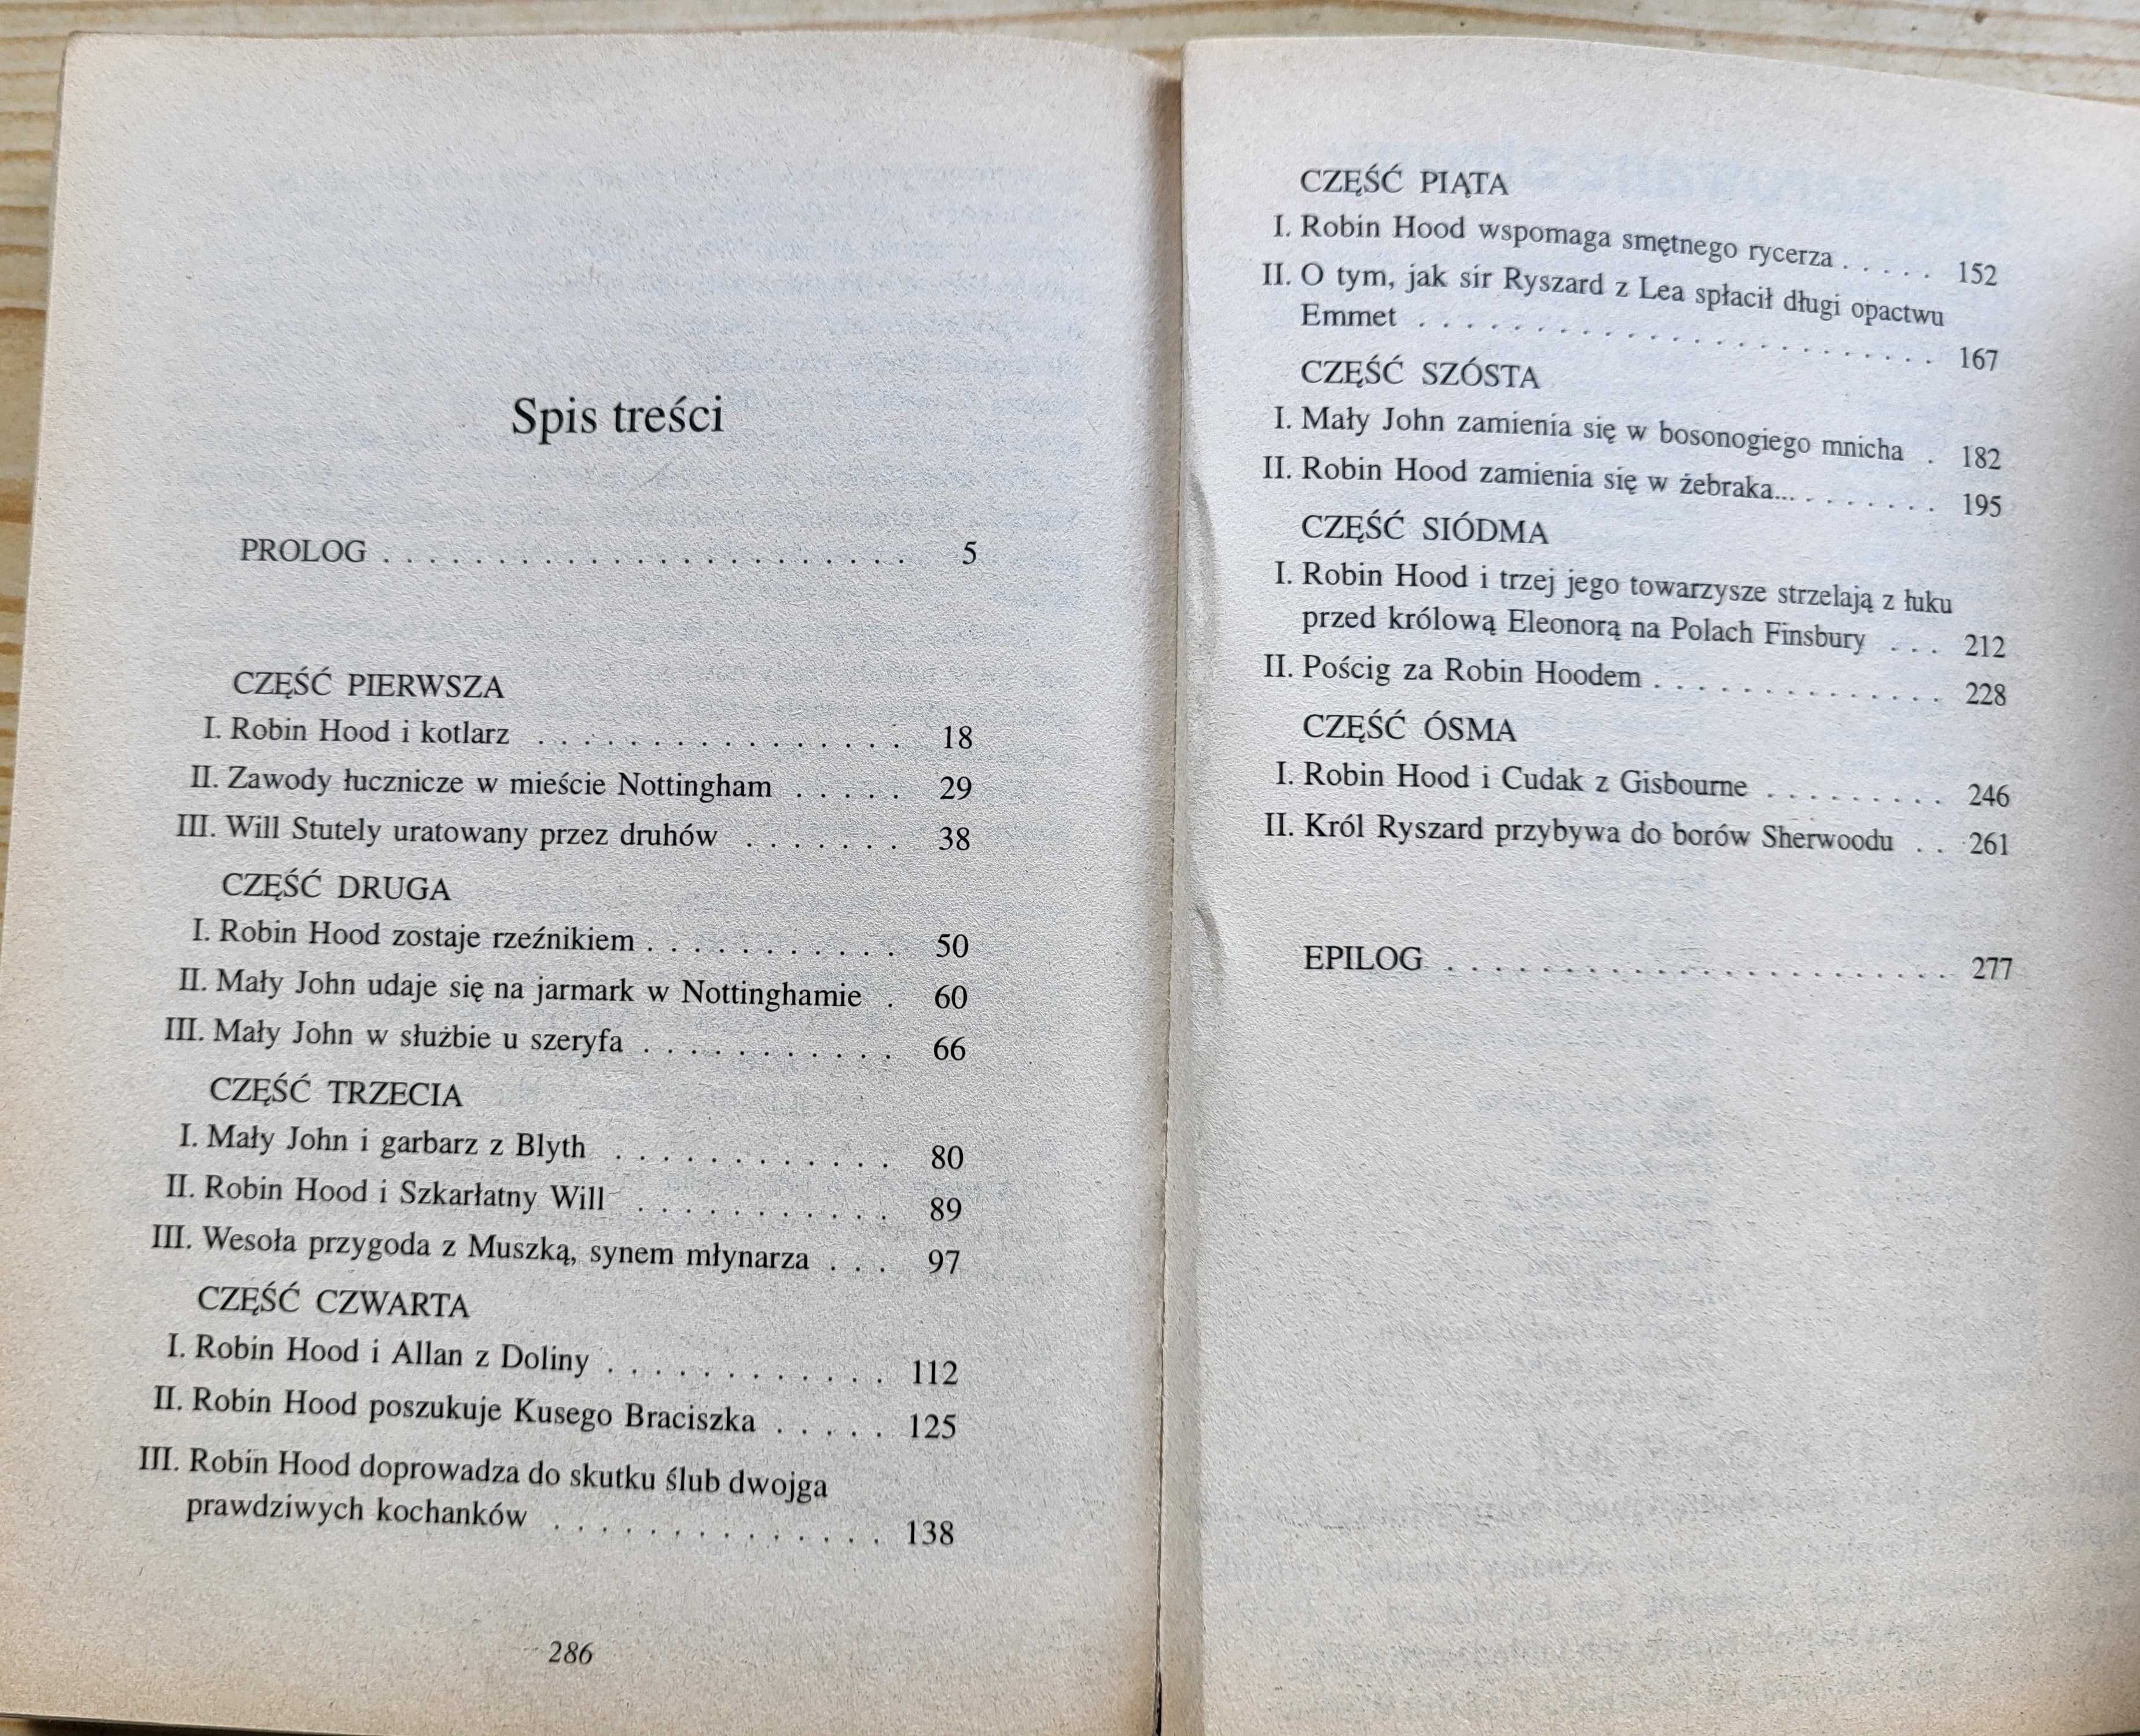 Spis treści
PROLOG . . . . . . . . . . . . . . . . . . . . . . . 5
CZĘŚĆ PIERWSZA
I. Robin Hood i kotlarz . . . . . . . . . . . . . . . . 18
II. Zawody łucznicze w mieście Nottingham . . . . . 29
III. Will Stutely uratowany przez druhów . . . . . . . 38
CZĘŚĆ DRUGA
I. Robin Hood zostaje rzeźnikiem . . . . . . . . . . . 50
II. Mały John udaje się na jarmark w Nottinghamie . 60
III. Mały John w służbie u szeryfa . . . . . . . . . . . 66
CZĘŚĆ TRZECIA
I. Mały John i garbarz z Blyth . . . . . . . . . . . . 80
II. Robin Hood i Szkarłatny Will . . . . . . . . . . . 89
III. Wesoła przygoda z Muszką, synem młynarza . . . 97
CZĘŚĆ CZWARTA
I. Robin Hood i Allan z Doliny . . . . . . . . . . . . 112
II. Robin Hood poszukuje Kusego Braciszka . . . . . 125
III. Robin Hood doprowadza do skutku ślub dwojga
prawdziwych kochanków . . . . . . . . . . . . . . 138
286
CZĘŚĆ PIĄTA
I. Robin Hood wspomaga smętnego rycerza . . . . . 152
II. O tym, jak sir Ryszard z Lea spłacił długi opactwu
Emmet . . . . . . . . . . . . . . . . . . . . . . 167
CZĘŚĆ SZÓSTA
I. Mały John zamienia się w bosonogiego mnicha . 182
II. Robin Hood zamienia się w żebraka... . . . . . . 195
CZĘŚĆ SIÓDMA
I. Robin Hood i trzej jego towarzysze strzelają z łuku
przed królową Eleonorą na Polach Finsbury . . . 212
II. Pościg za Robin Hoodem . . . . . . . . . . . . . 228
CZĘŚĆ ÓSMA
I. Robin Hood i Cudak z Gisbourne . . . . . . . . . 246
II. Król Ryszard przybywa do borów Sherwoodu . . 261
EPILOG . . . . . . . . . . . . . . . . . . . . . . 277